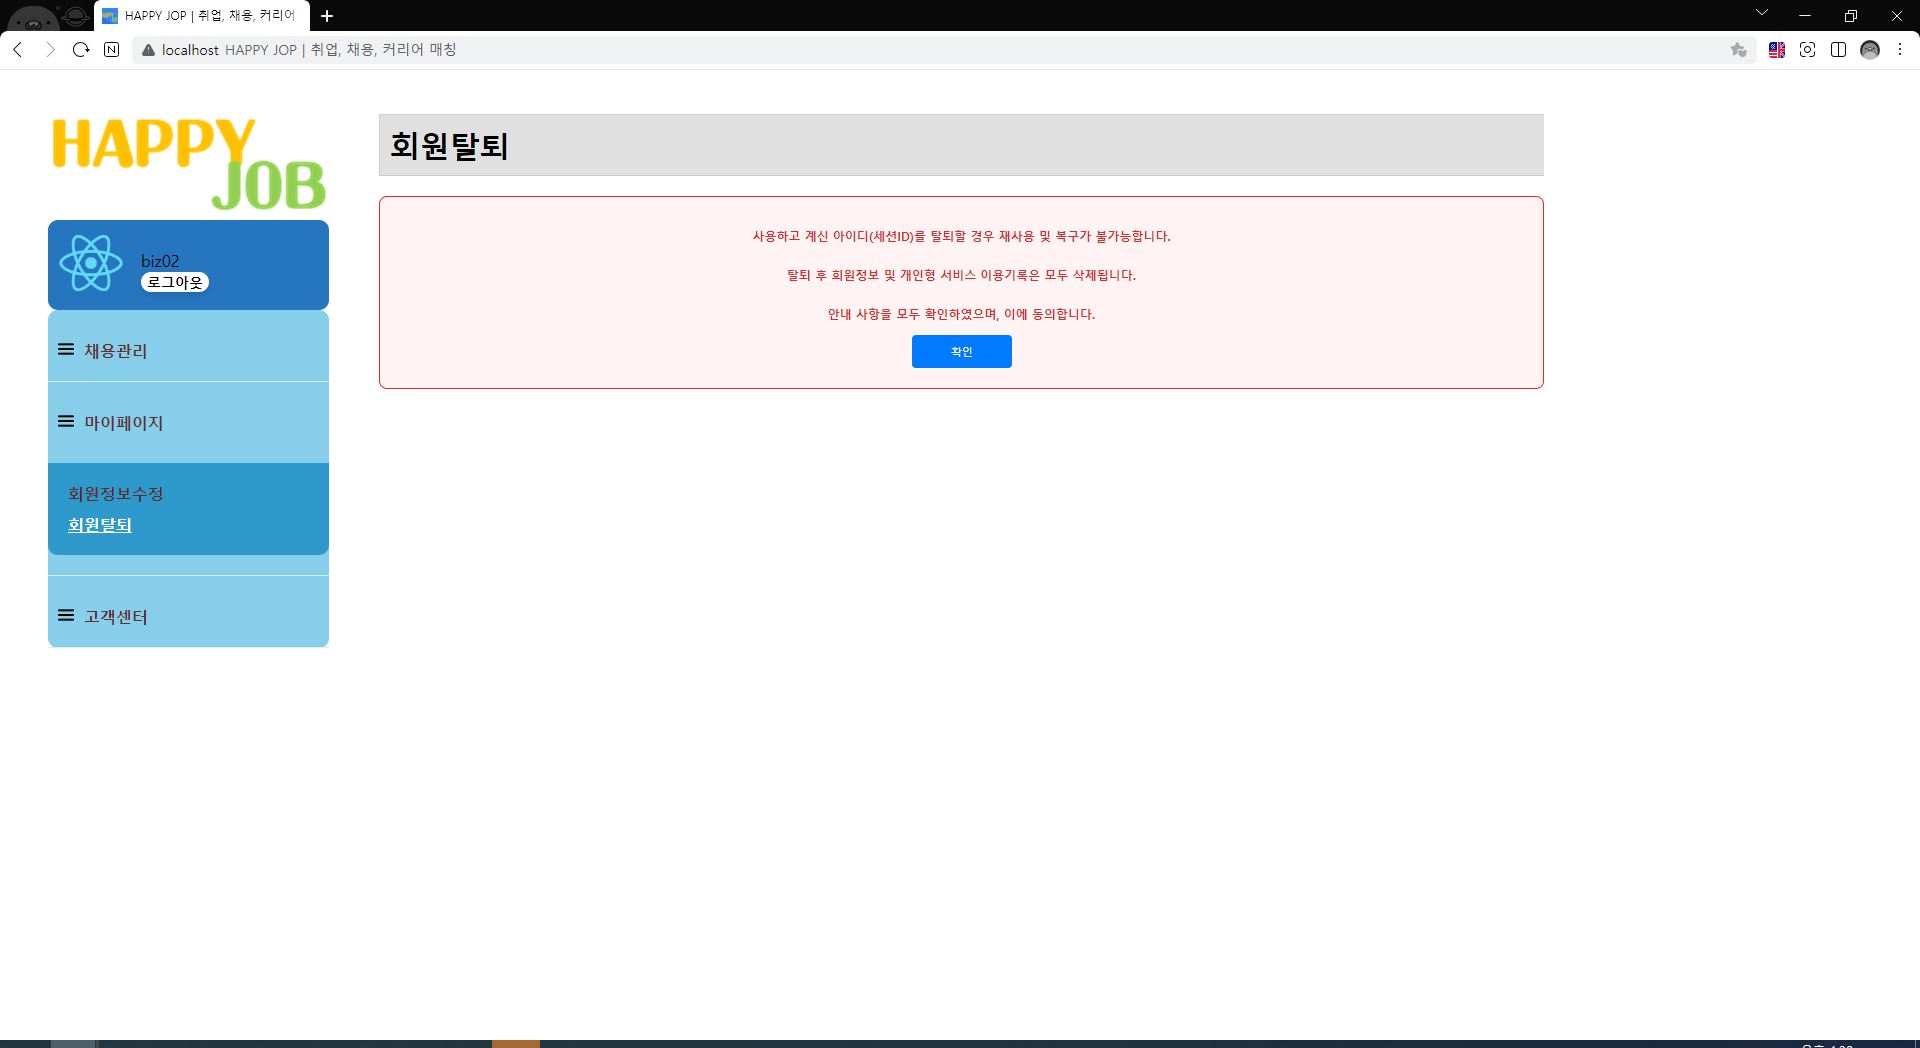 HAPPY JOP | 취업, 채용, 커리어
localhost HAPPY JOP | 취업, 채용, 커리어 매칭
HAPPY
JOB
biz02
로그아웃
채용관리
마이페이지
회원정보수정
회원탈퇴
고객센터
회원탈퇴
사용하고 계신 아이디(세션ID)를 탈퇴할 경우 재사용 및 복구가 불가능합니다.
탈퇴 후 회원정보 및 개인형 서비스 이용기록은 모두 삭제됩니다.
안내 사항을 모두 확인하였으며, 이에 동의합니다.
확인